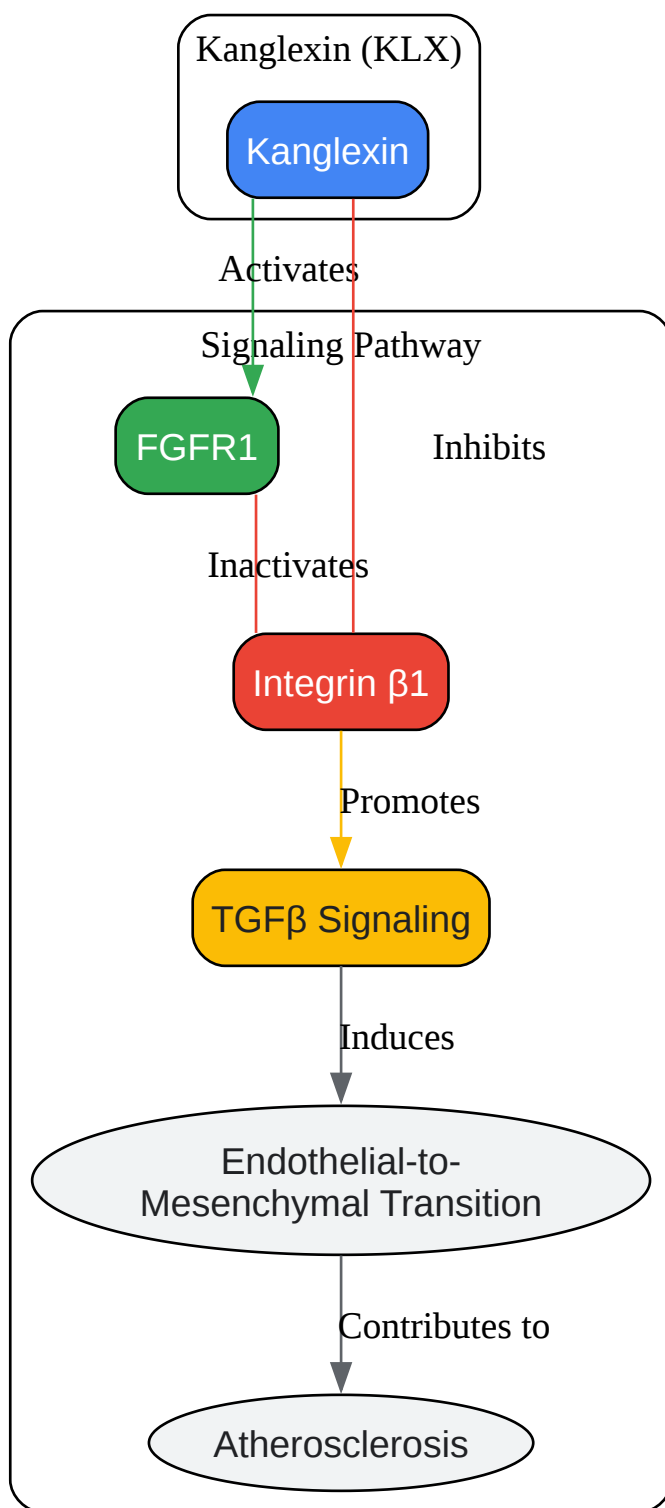 Kanglexin (KLX)
Kanglexin
Activates
Signaling Pathway
FGFR1
Inhibits
Inactivates
Integrin β1
Promotes
TGFβ Signaling
Induces
Endothelial-to-
Mesenchymal Transition
Contributes to
Atherosclerosis